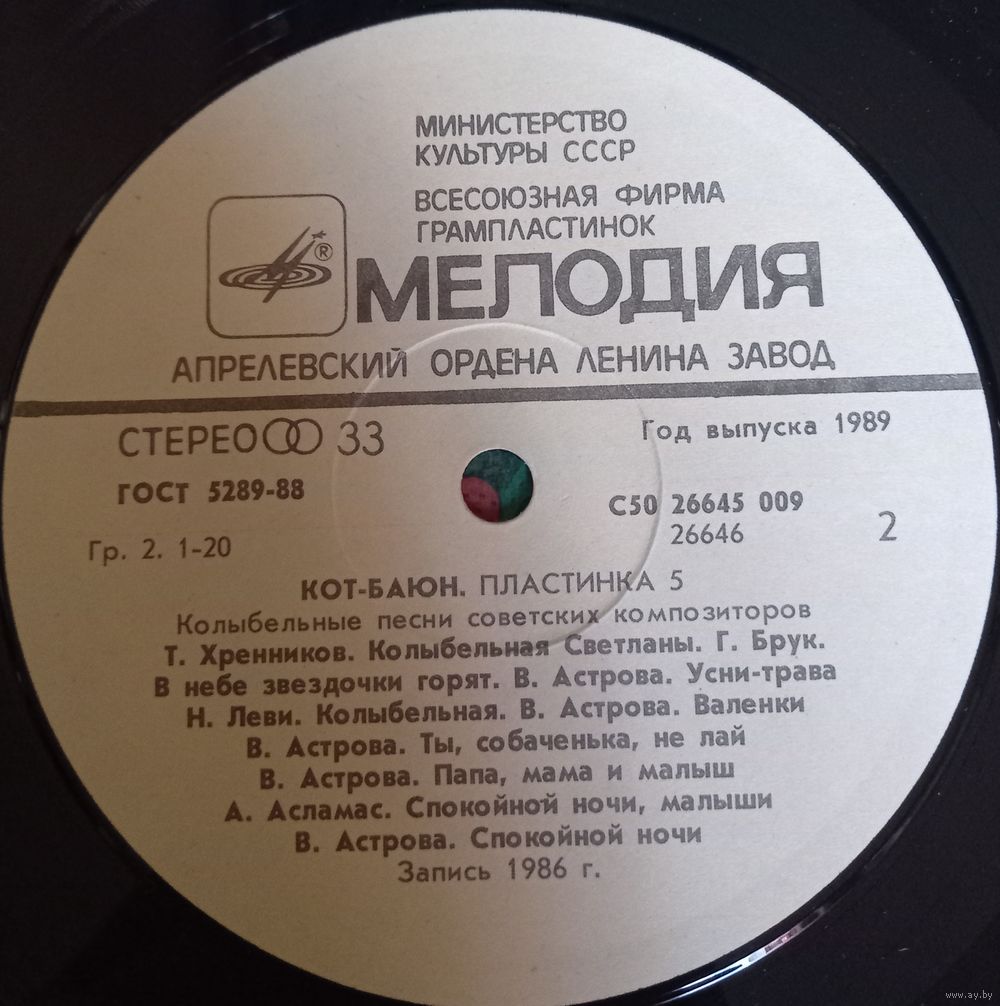 МИНИСТЕРСТВО
КУЛЬТУРЫ СССР
ВСЕСОЮЗНАЯ ФИРМА
ГРАМПЛАСТИНОК
®
МЕЛОДИЯ
АПРЕЛЕВСКИЙ ОРДЕНА ЛЕНИНА ЗАВОД
СТЕРЕО 33
Год выпуска 1989
ГОСТ 5289-88
С50 26645 009
26646
2
Гр. 2. 1-20
КОТ-БАЮН. ПЛАСТИНКА 5
Колыбельные песни советских композиторов
Т. Хренников. Колыбельная Светланы. Г. Брук.
В небе звездочки горят. В. Астрова. Усни-трава
Н. Леви. Колыбельная. В. Астрова. Валенки
В. Астрова. Ты, собаченька, не лай
В. Астрова. Папа, мама и малыш
А. Асламас. Спокойной ночи, малыши
В. Астрова. Спокойной ночи
Запись 1986 г.
www.ay.by